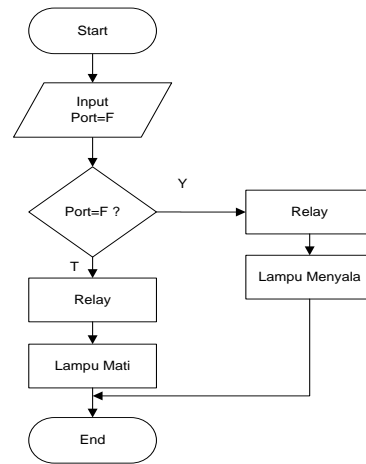 Start
Input
Port=F
Port=F ?
Y
Relay
Lampu Menyala
T
Relay
Lampu Mati
End